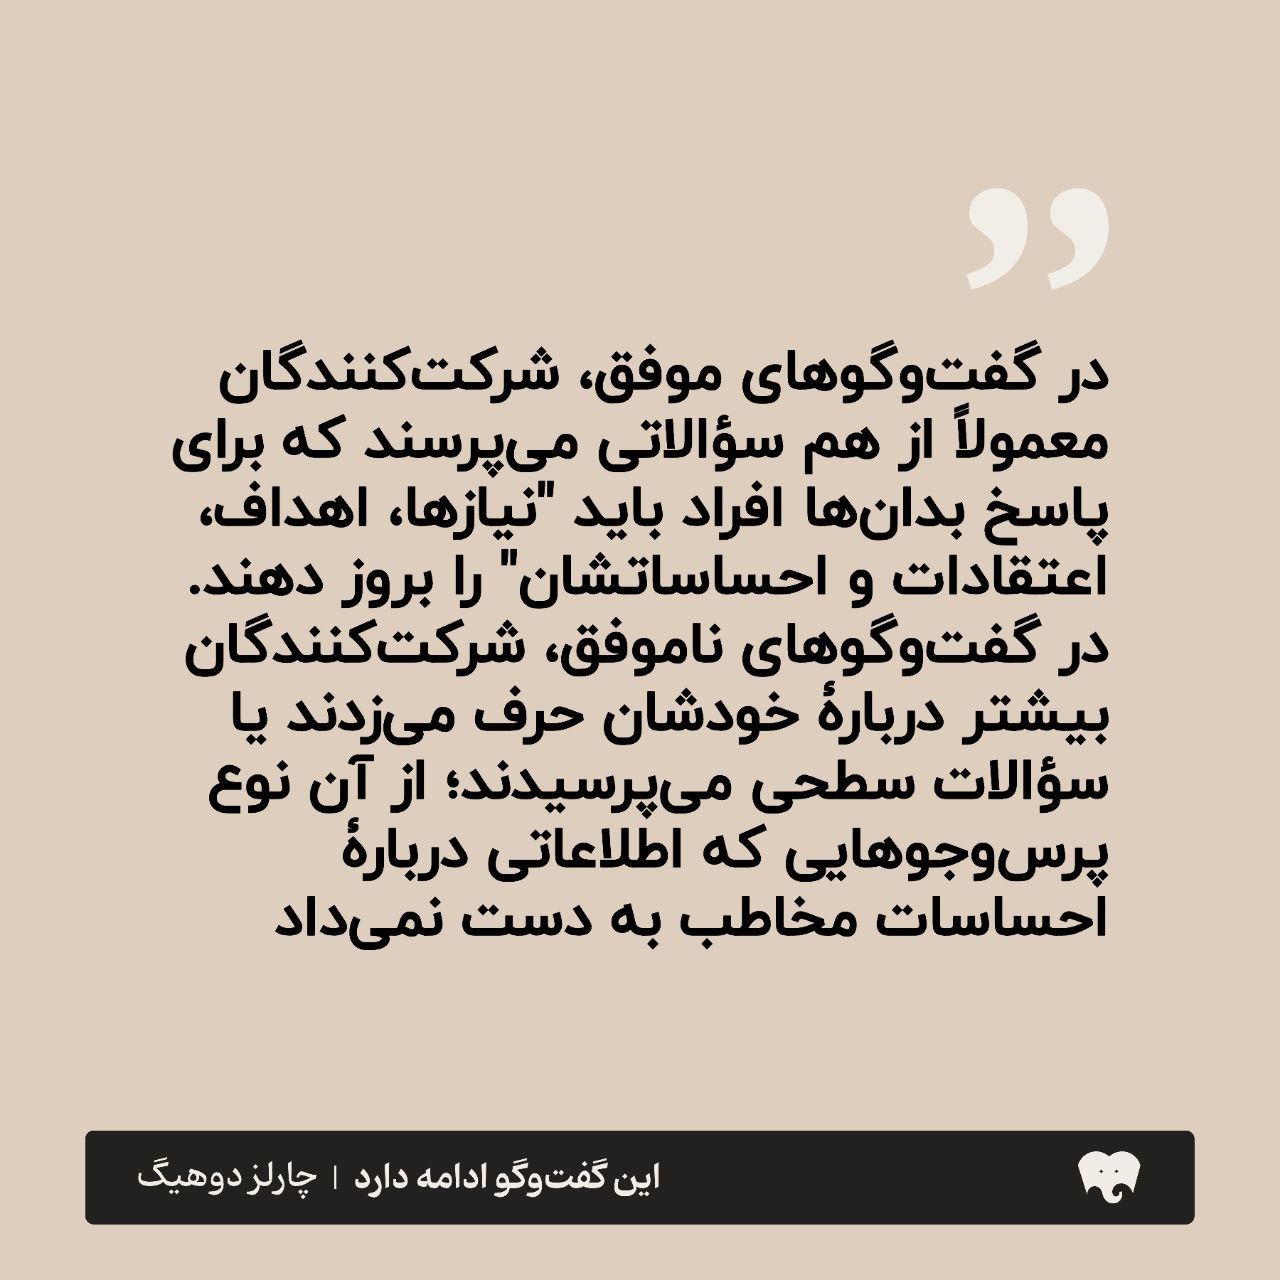 ”
در گفت‌وگوهای موفق، شرکت‌کنندگان
معمولاً از هم سؤالاتی می‌پرسند که برای
پاسخ بدان‌ها افراد باید "نیازها، اهداف،
اعتقادات و احساساتشان" را بروز دهند.
در گفت‌وگوهای ناموفق، شرکت‌کنندگان
بیشتر دربارهٔ خودشان حرف می‌زدند یا
سؤالات سطحی می‌پرسیدند؛ از آن نوع
پرس‌وجوهایی که اطلاعاتی دربارهٔ
احساسات مخاطب به دست نمی‌داد
این گفت‌وگو ادامه دارد | چارلز دوهیگ